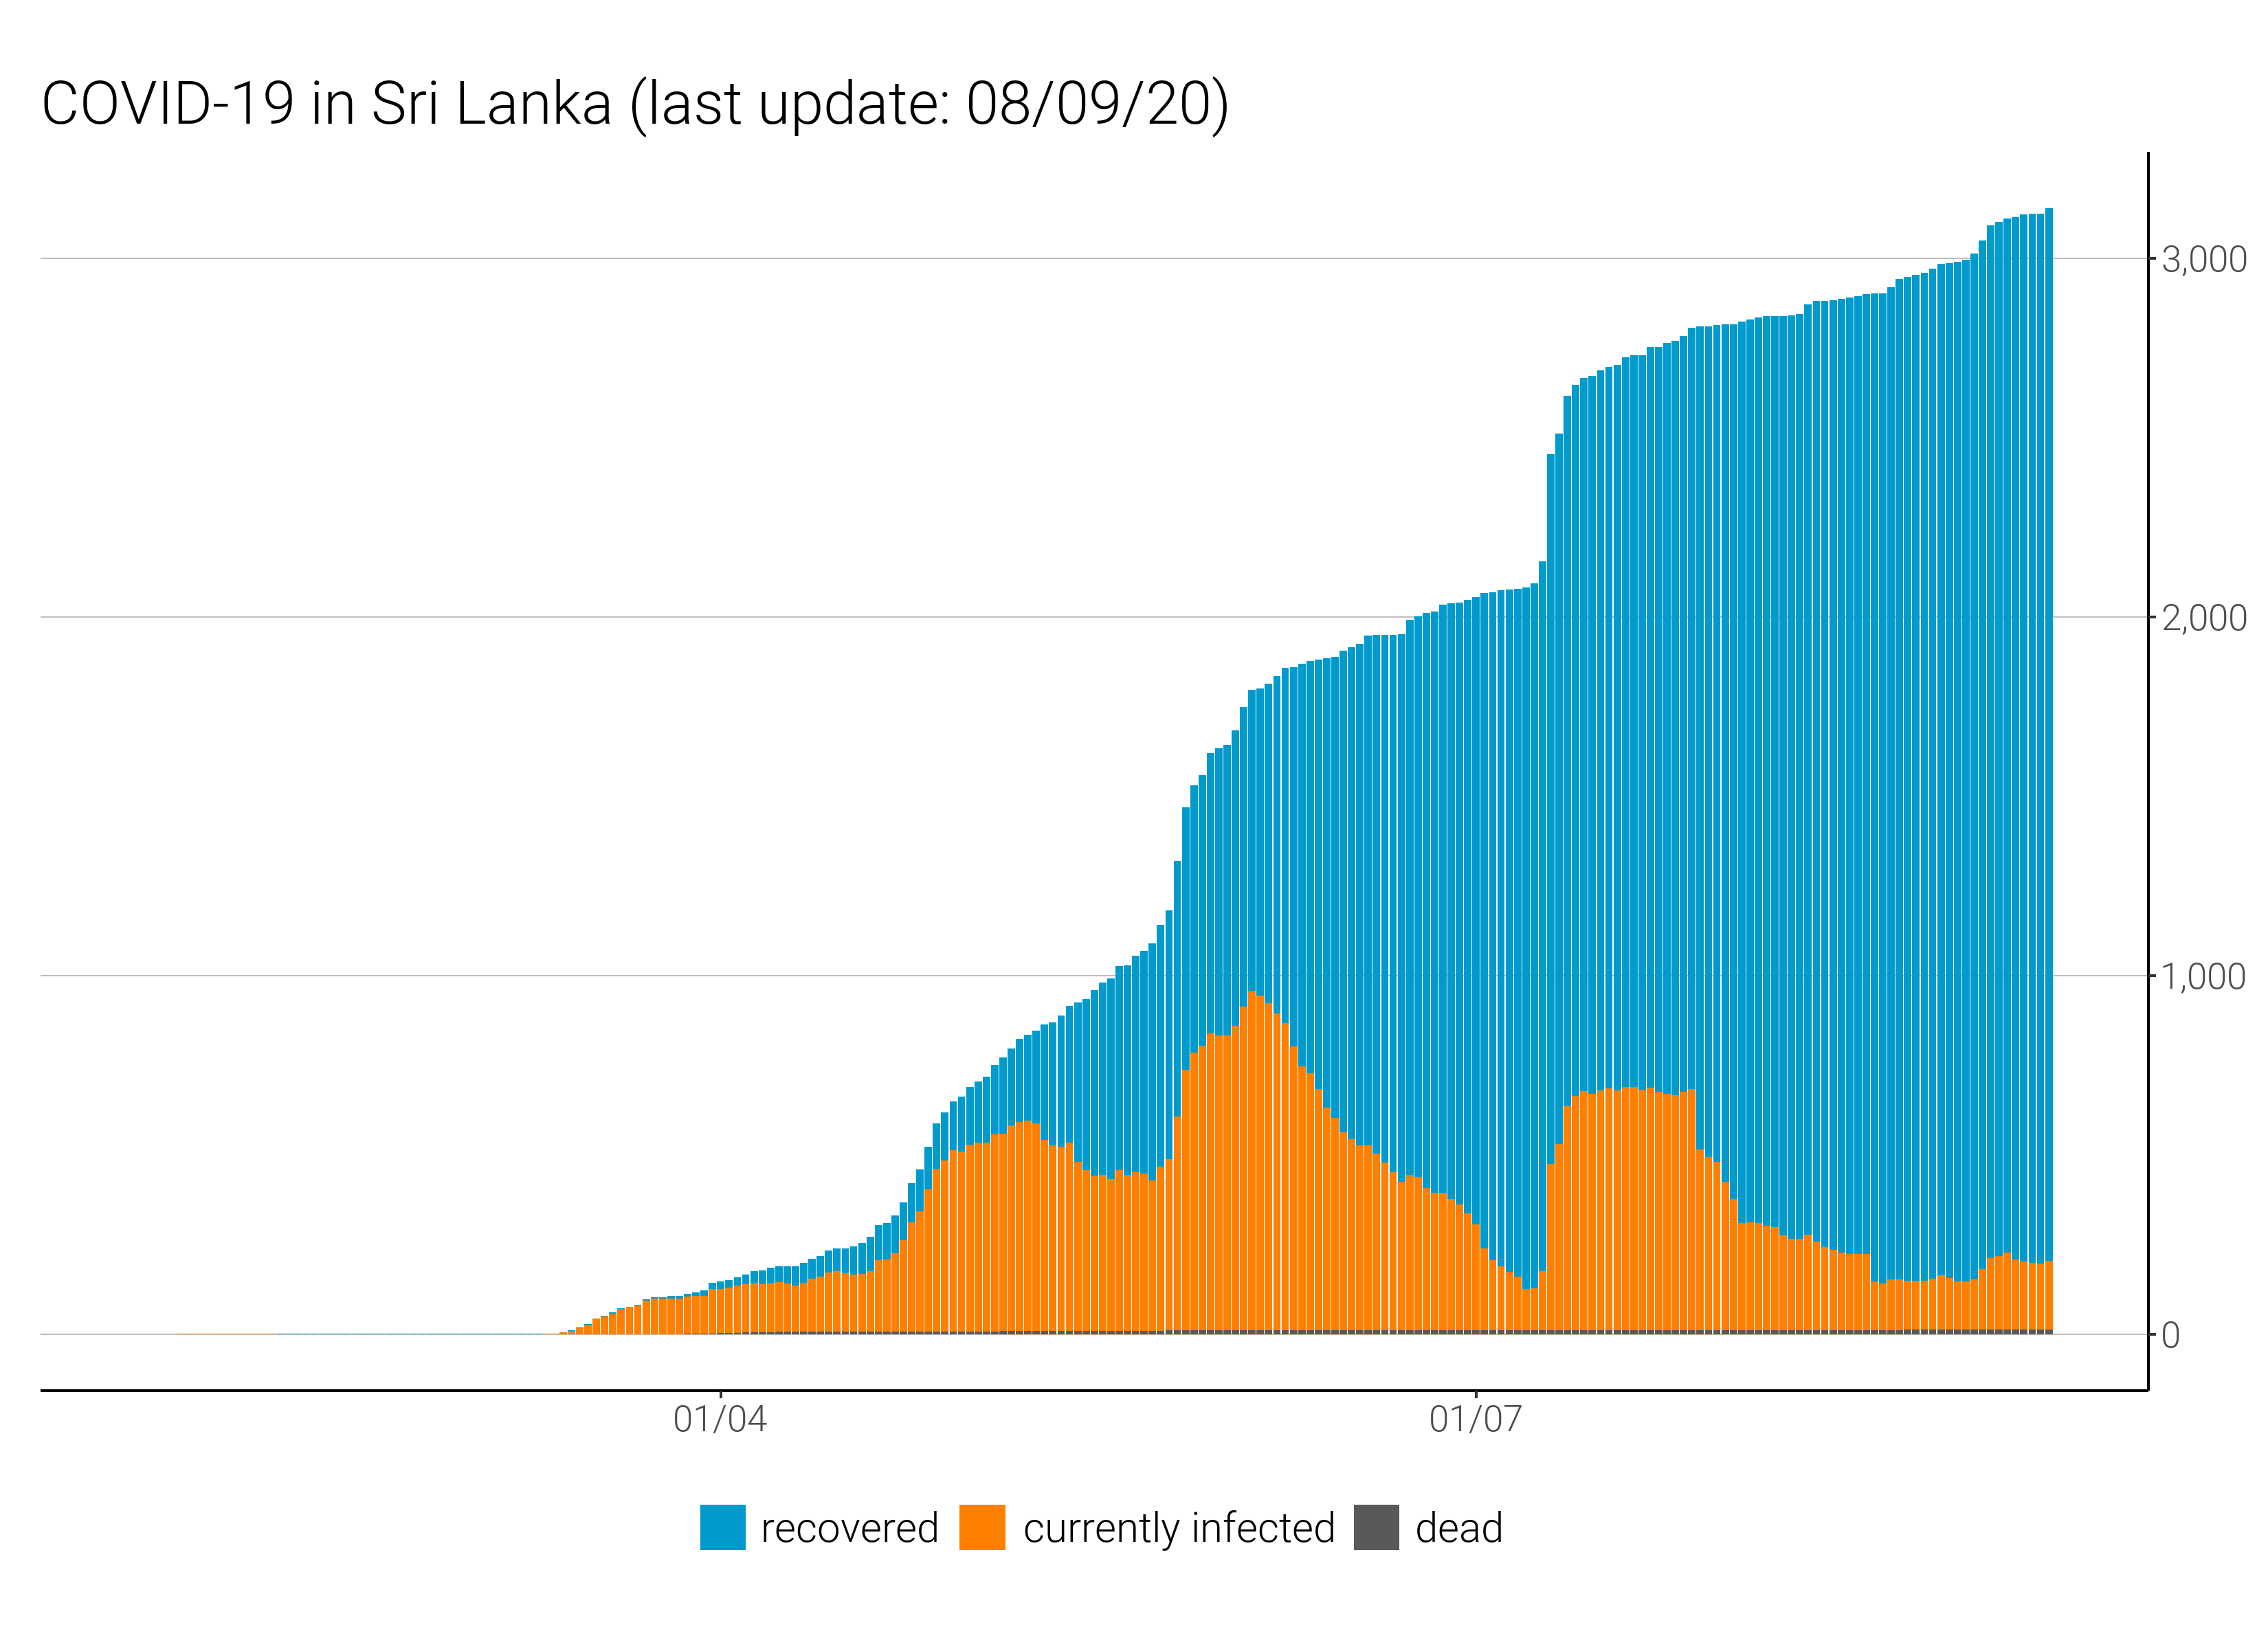 COVID-19 in Sri Lanka (last update: 08/09/20)
3,000
2,000
1,000
0
01/04 01/07
recovered currently infected dead